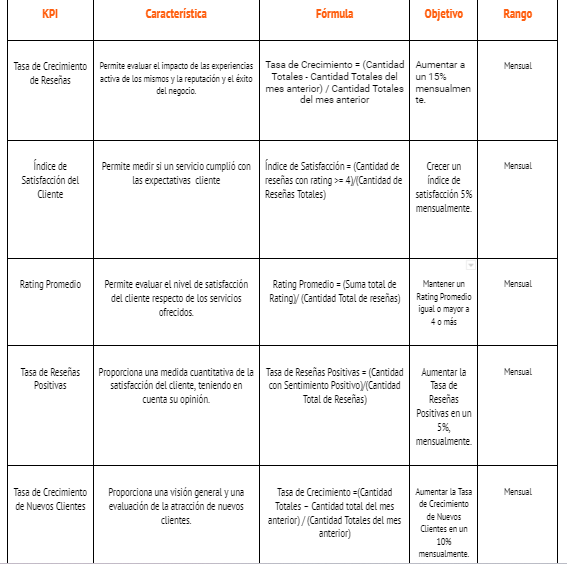 KPI
Característica
Fórmula
Objetivo
Rango
Tasa de Crecimiento
de Reseñas
Permite evaluar el impacto de las experiencias
activa de los mismos y la reputación y el éxito
del negocio.
Tasa de Crecimiento = (Cantidad
Totales - Cantidad Totales del
mes anterior) / Cantidad Totales
del mes anterior
Aumentar a
un 15%
mensualmen
te.
Mensual
Índice de
Satisfacción del
Cliente
Permite medir si un servicio cumplió con
las expectativas cliente
Índice de Satisfacción = (Cantidad de
reseñas con rating >= 4)/(Cantidad de
Reseñas Totales)
Crecer un
índice de
satisfacción 5%
mensualmente.
Mensual
Rating Promedio
Permite evaluar el nivel de satisfacción
del cliente respecto de los servicios
ofrecidos.
Rating Promedio = (Suma total de
Rating)/ (Cantidad Total de reseñas)
Mantener un
Rating Promedio
igual o mayor a
4 o más
Mensual
Tasa de Reseñas
Positivas
Proporciona una medida cuantitativa de la
satisfacción del cliente, teniendo en
cuenta su opinión.
Tasa de Reseñas Positivas = (Cantidad
con Sentimiento Positivo)/(Cantidad
Total de Reseñas)
Aumentar la
Tasa de
Reseñas
Positivas en un
5%,
mensualmente.
Mensual
Tasa de Crecimiento
de Nuevos Clientes
Proporciona una visión general y una
evaluación de la atracción de nuevos
clientes.
Tasa de Crecimiento =(Cantidad
Totales – Cantidad total del mes
anterior) / (Cantidad Totales del mes
anterior)
Aumentar la Tasa
de Crecimiento
de Nuevos
Clientes en un
10%
mensualmente.
Mensual